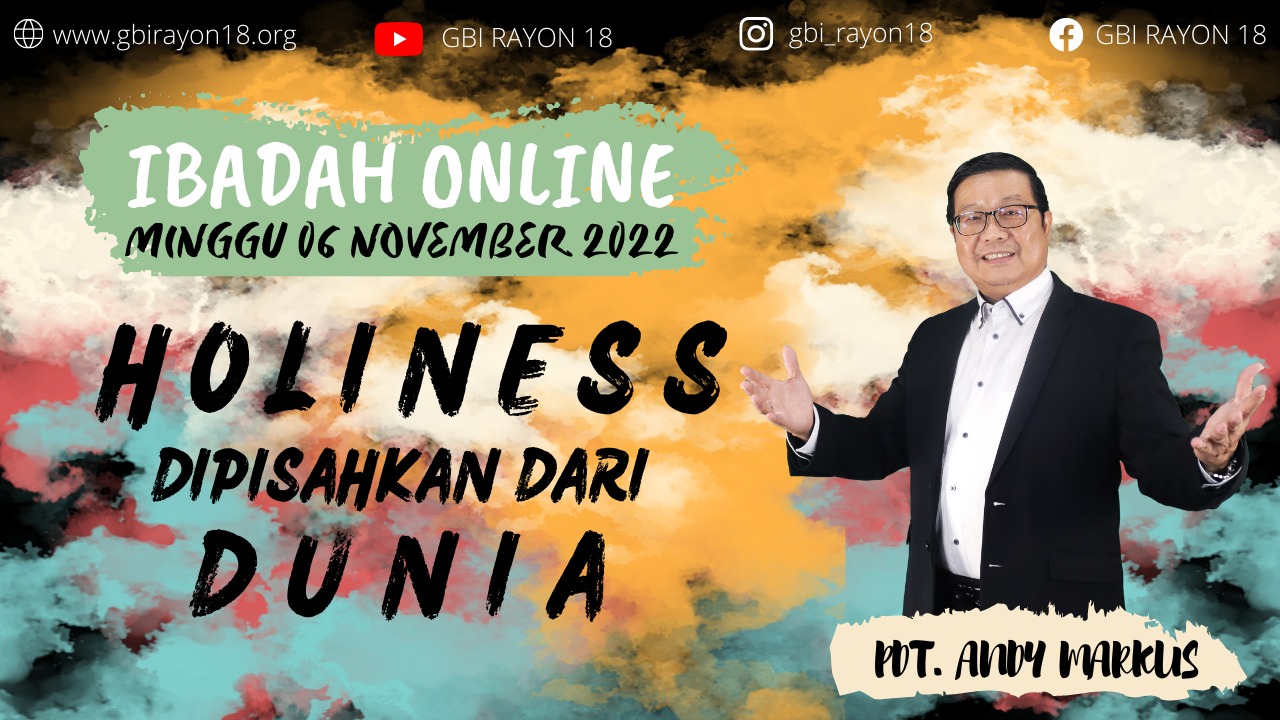 www.gbirayon18.org
GBI RAYON 18
gbi_rayon18
GBI RAYON 18
IBADAH ONLINE
MINGGU 06 NOVEMBER 2022
HOLINESS
DIPISAHKAN DARI
DUNIA
PDT. ANDY MARKUS